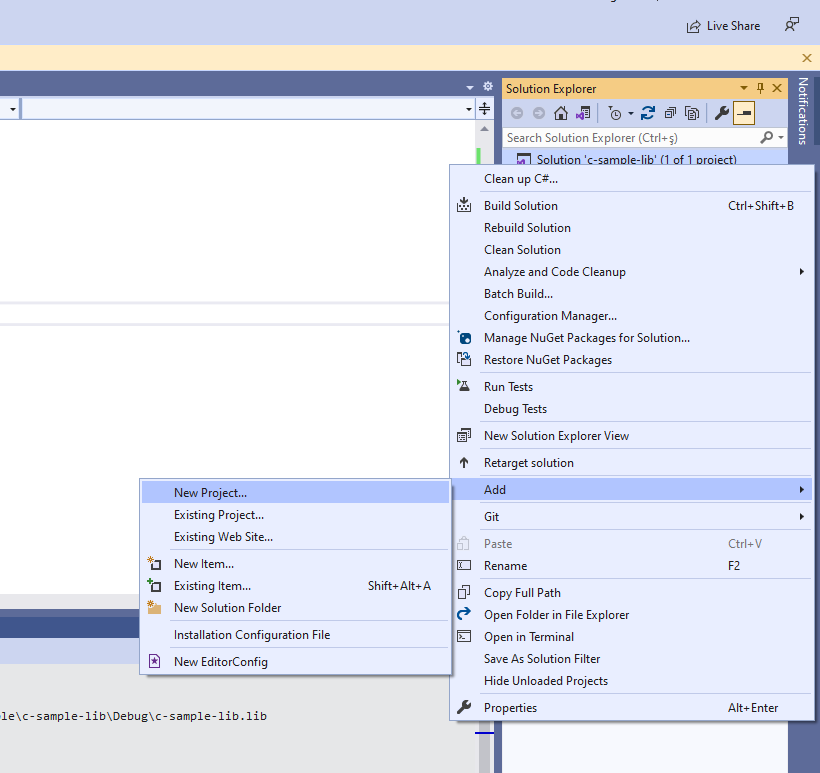 Live Share
Solution Explorer
Notifications
Search Solution Explorer (Ctrl+ş)
Solution 'c-sample-lib' (1 of 1 project)
Clean up C#...
Build Solution Ctrl+Shift+B
Rebuild Solution
Clean Solution
Analyze and Code Cleanup
Batch Build...
Configuration Manager...
Manage NuGet Packages for Solution...
Restore NuGet Packages
Run Tests
Debug Tests
New Solution Explorer View
Retarget solution
Add
Git
Paste Ctrl+V
Rename F2
Copy Full Path
Open Folder in File Explorer
Open in Terminal
Save As Solution Filter
Hide Unloaded Projects
Properties Alt+Enter
New Project...
Existing Project...
Existing Web Site...
New Item...
Existing Item... Shift+Alt+A
New Solution Folder
Installation Configuration File
New EditorConfig
le\c-sample-lib\Debug\c-sample-lib.lib